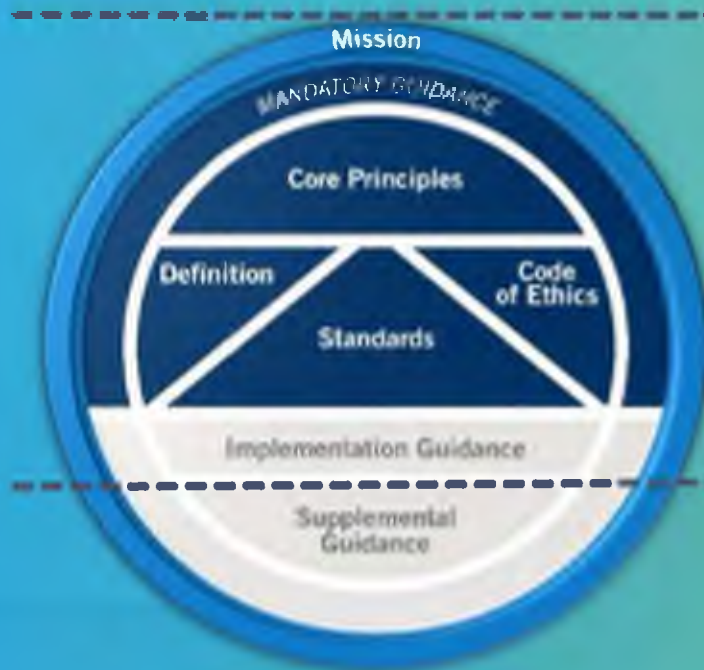 Mission
MANDATORY GUIDANCE
Core Principles
Definition
Code
of Ethics
Standards
Implementation Guidance
Supplemental
Guidance